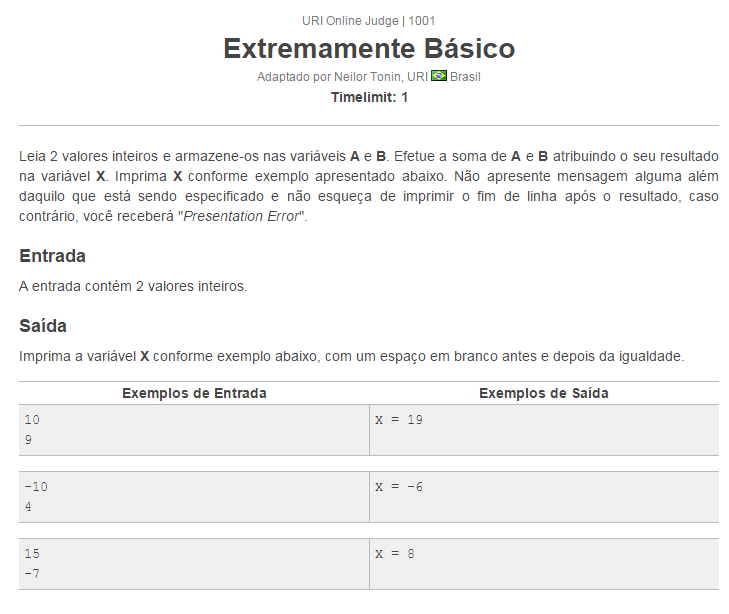 URI Online Judge | 1001
Extremamente Básico
Adaptado por Neilor Tonin, URI Brasil
Timelimit: 1
Leia 2 valores inteiros e armazene-os nas variáveis A e B. Efetue a soma de A e B atribuindo o seu resultado
na variável X. Imprima X conforme exemplo apresentado abaixo. Não apresente mensagem alguma além
daquilo que está sendo especificado e não esqueça de imprimir o fim de linha após o resultado, caso
contrário, você receberá "Presentation Error".
Entrada
A entrada contém 2 valores inteiros.
Saída
Imprima a variável X conforme exemplo abaixo, com um espaço em branco antes e depois da igualdade.
Exemplos de Entrada Exemplos de Saída
10 X = 19
9
-10 X = -6
4
15 X = 8
-7